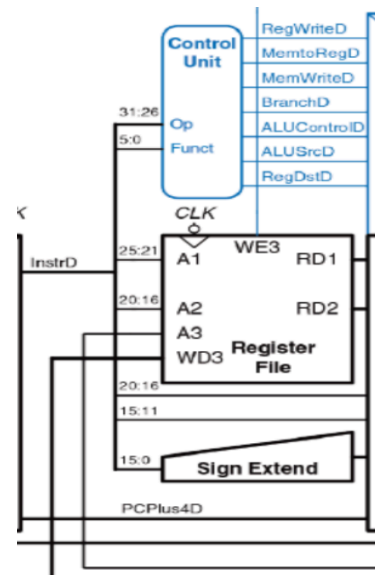 RegWriteD
Control
Unit
MemtoRegD
MemWriteD
BranchD
31:26
Op
ALUControlD
5:0
Funct
ALUSrcD
RegDstD
CLK
K
25:21
A1
WE3
RD1
InstrD
20:16
A2
RD2
A3
WD3
Register
File
20:16
15:11
15:0
Sign Extend
PCPlus4D